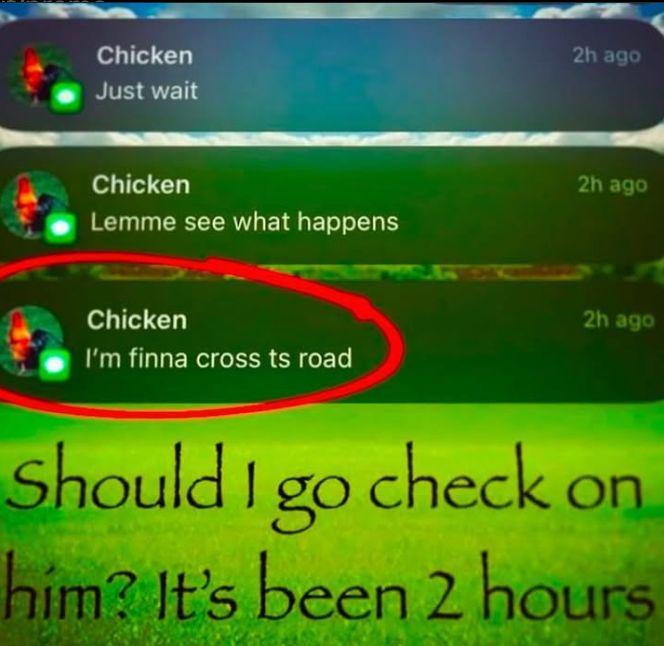 Chicken
2h ago
Just wait
Chicken
2h ago
Lemme see what happens
Chicken
2h ago
I'm finna cross ts road
Should I go check on
him? It's been 2 hours